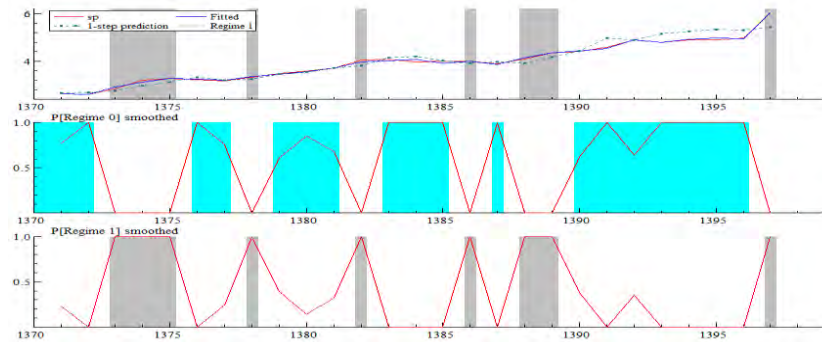 6
4
sp
Fitted
1-step prediction
Regime 1
1370 1375 1380 1385 1390 1395
P[Regime 0] smoothed
1.0
0.5
1370 1375 1380 1385 1390 1395
P[Regime 1] smoothed
1.0
0.5
1370 1375 1380 1385 1390 1395